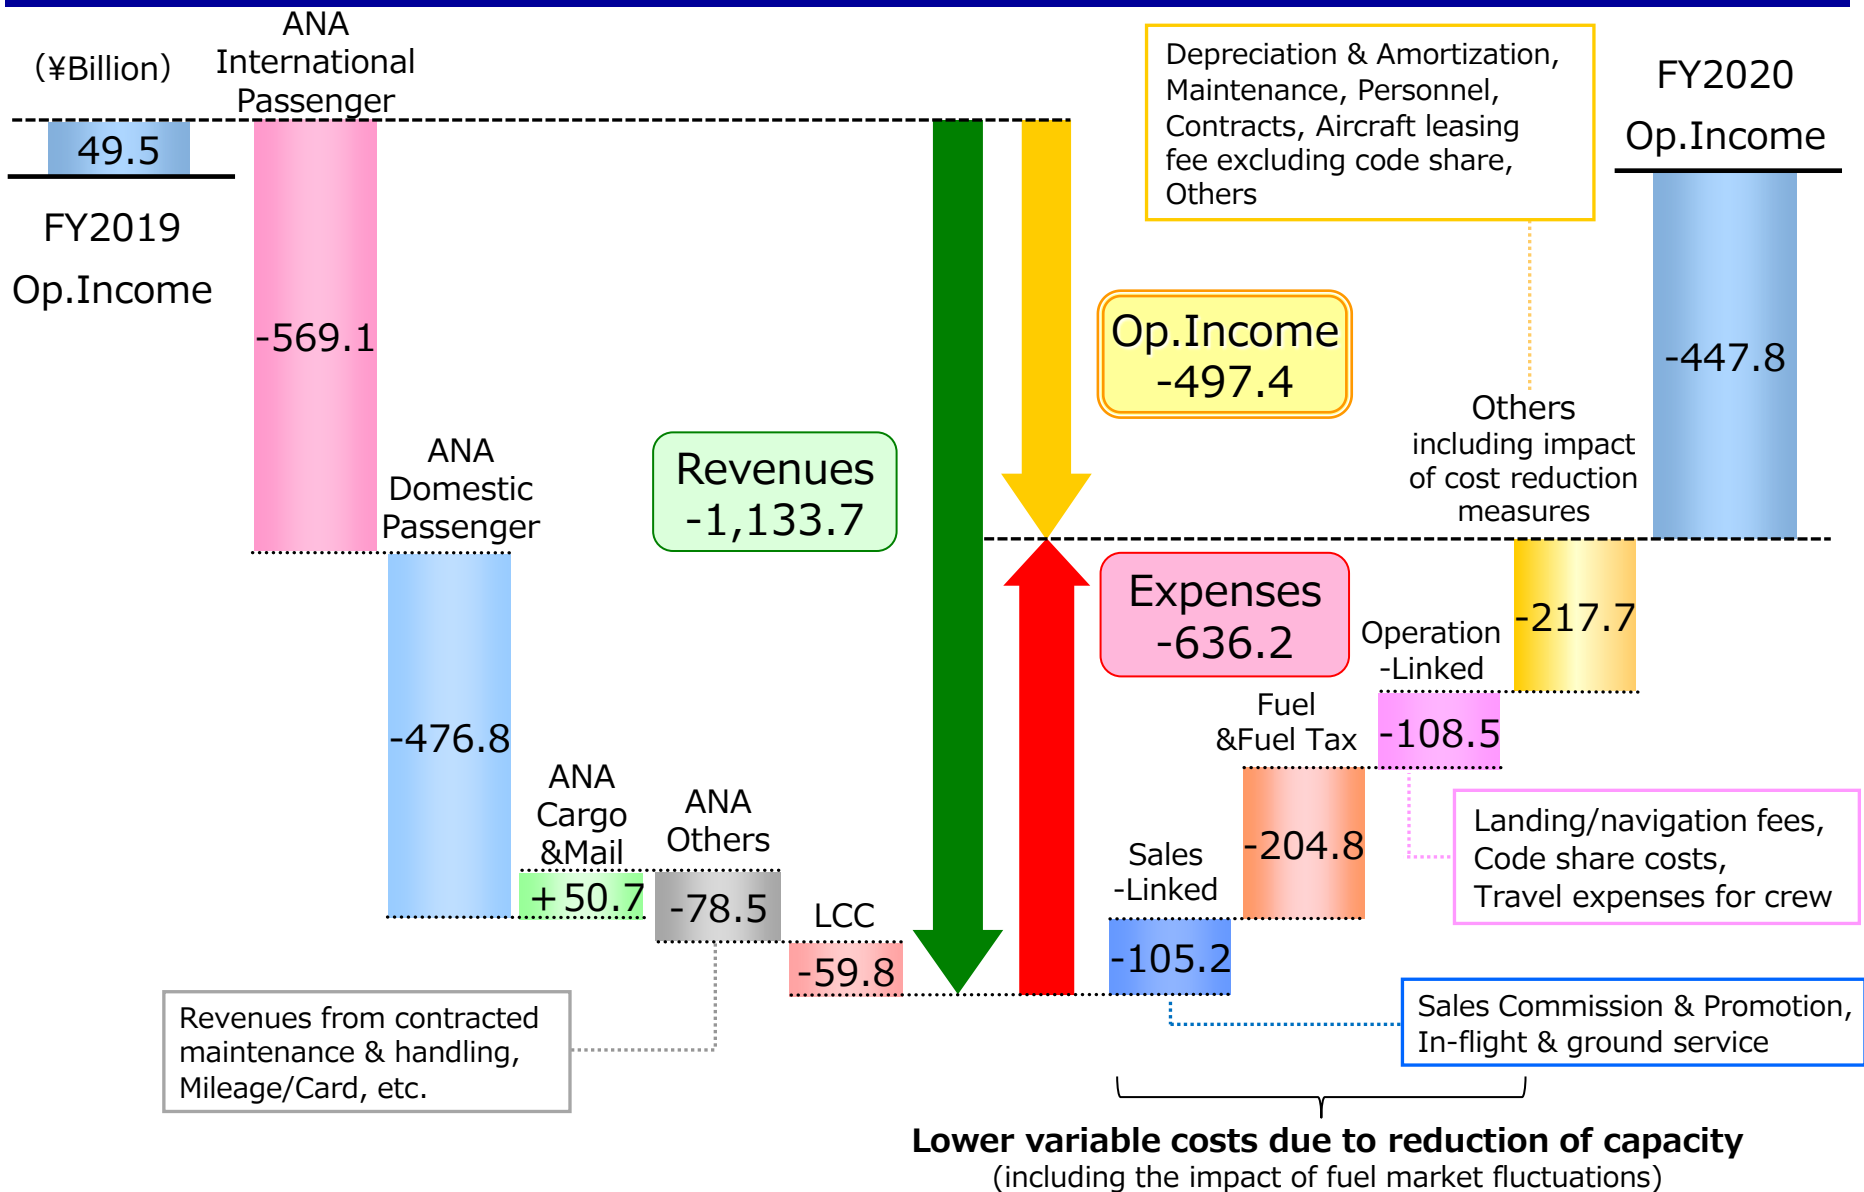 (¥Billion)
49.5
FY2019
Op.Income
ANA
International
Passenger
-569.1
ANA
Domestic
Passenger
-476.8
ANA
Cargo
&Mail
+50.7
ANA
Others
-78.5
LCC
-59.8
Revenues from contracted
maintenance & handling,
Mileage/Card, etc.
Revenues
-1,133.7
Op.Income
-497.4
Expenses
-636.2
Sales
-Linked
-105.2
Fuel
&Fuel Tax
-204.8
Operation
-Linked
-108.5
Others
including impact
of cost reduction
measures
-217.7
Depreciation & Amortization,
Maintenance, Personnel,
Contracts, Aircraft leasing
fee excluding code share,
Others
FY2020
Op.Income
-447.8
Landing/navigation fees,
Code share costs,
Travel expenses for crew
Sales Commission & Promotion,
In-flight & ground service
Lower variable costs due to reduction of capacity
(including the impact of fuel market fluctuations)